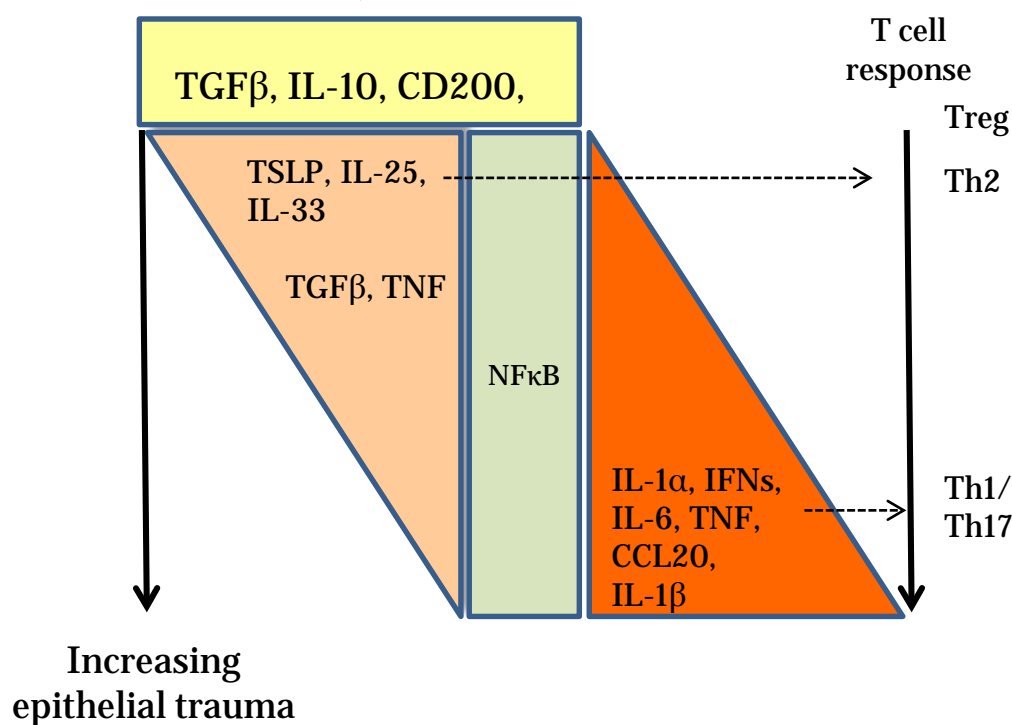 TGFβ, IL-10, CD200,
T cell
response
Treg
TSLP, IL-25,
IL-33
Th2
TGFβ, TNF
NFκB
IL-1α, IFNs,
IL-6, TNF,
CCL20,
IL-1β
Th1/
Th17
Increasing
epithelial trauma